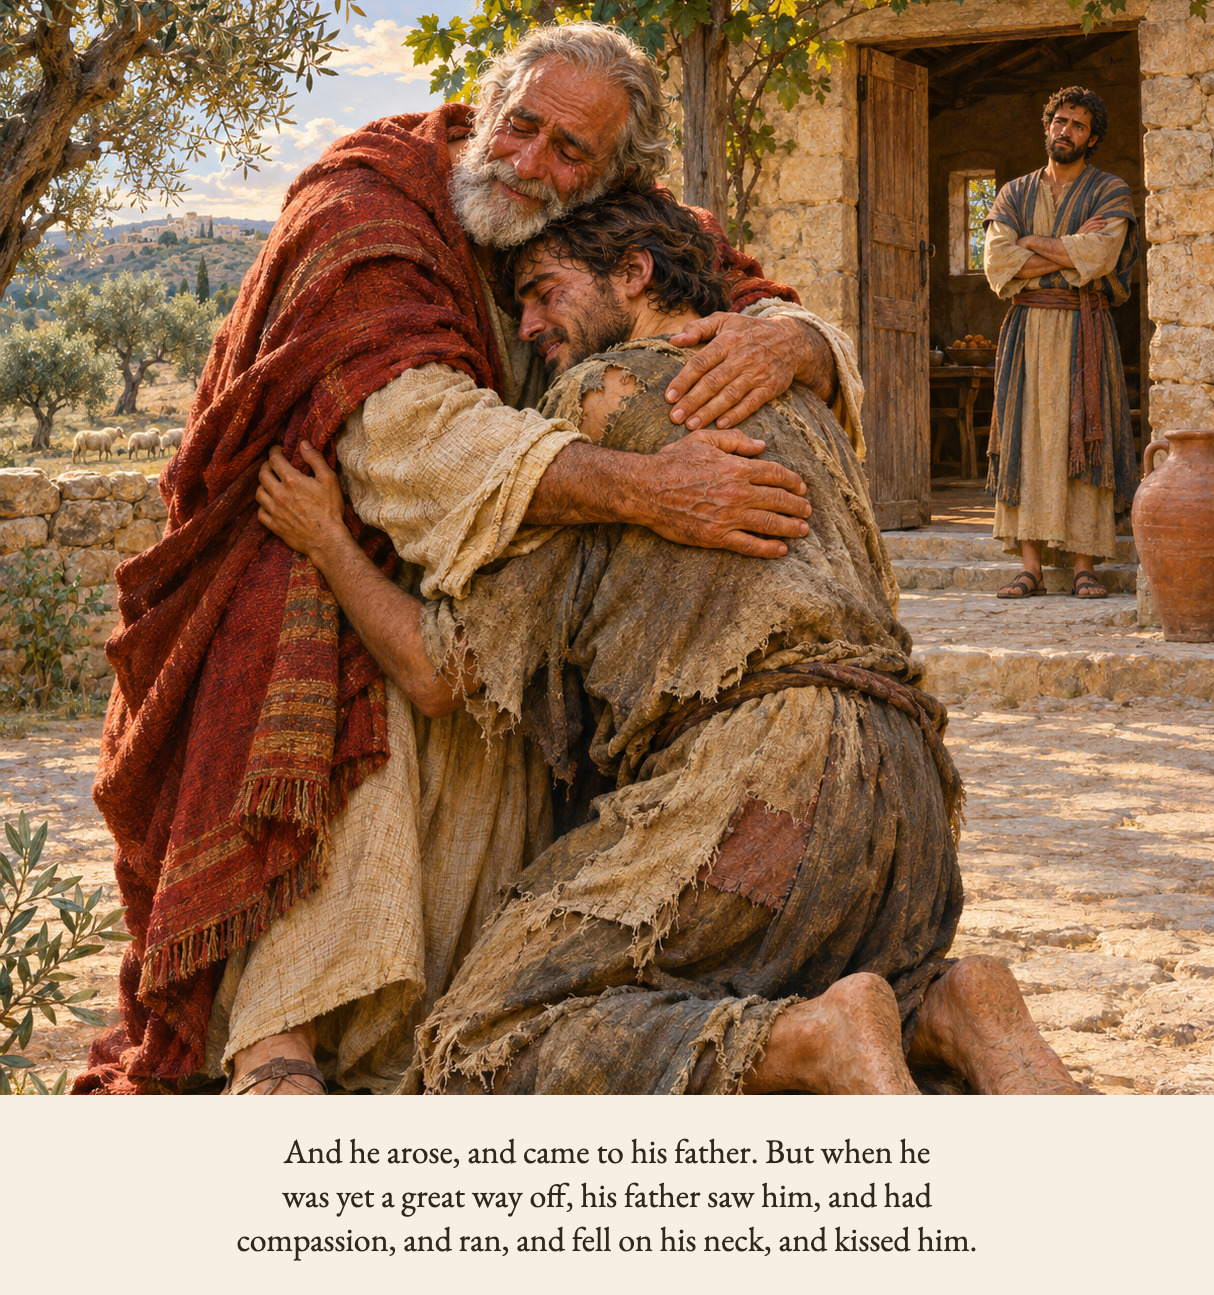 And he arose, and came to his father. But when he
was yet a great way off, his father saw him, and had
compassion, and ran, and fell on his neck, and kissed him.